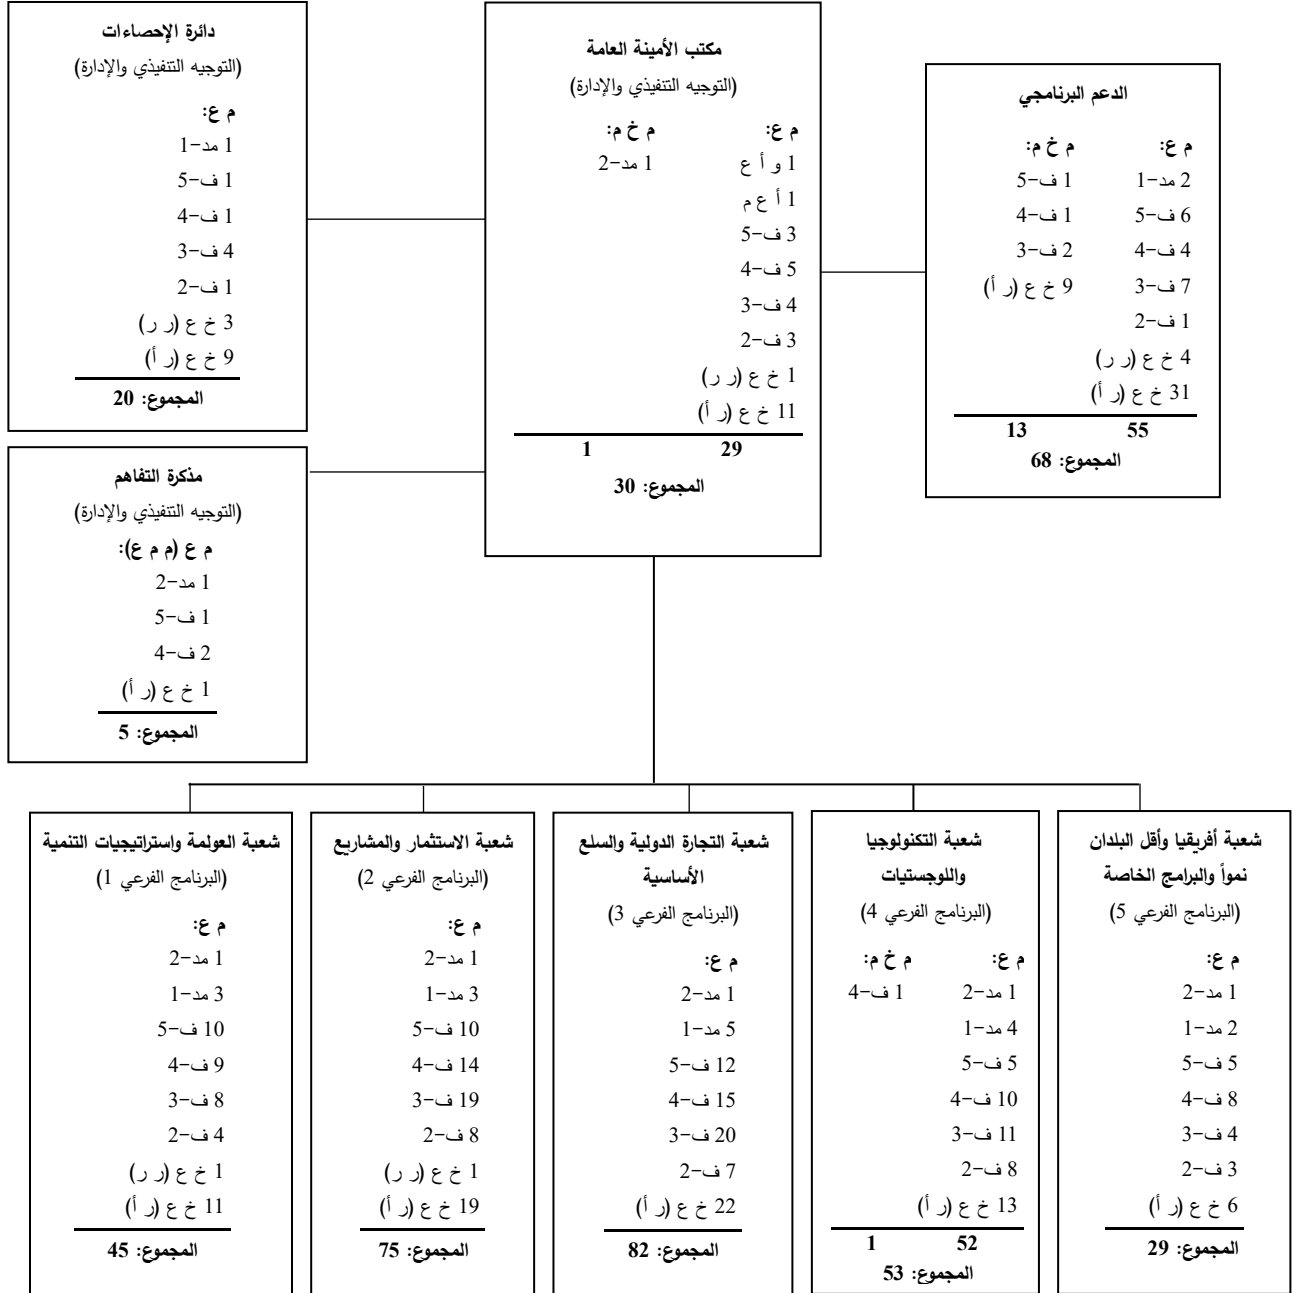 مكتب الأمينة العامة
(التوجيه التنفيذي والإدارة)
م ع: م خ م:
1 و أ ع 1 مد-2
1 أ ع م
3 ف-5
5 ف-4
4 ف-3
3 ف-2
1 خ ع (ر ر)
11 خ ع (ر أ)
29 1
المجموع: 30
الدعم البرنامجي
م ع: م خ م:
2 مد-1 1 ف-5
6 ف-5 1 ف-4
4 ف-4 2 ف-3
7 ف-3 9 خ ع (ر أ)
1 ف-2
4 خ ع (ر ر)
31 خ ع (ر أ)
55 13
المجموع: 68
دائرة الإحصاءات
(التوجيه التنفيذي والإدارة)
م ع:
1 مد-1
1 ف-5
1 ف-4
4 ف-3
1 ف-2
3 خ ع (ر ر)
9 خ ع (ر أ)
المجموع: 20
مذكرة التفاهم
(التوجيه التنفيذي والإدارة)
م ع (م م ع):
1 مد-2
1 ف-5
2 ف-4
1 خ ع (ر أ)
المجموع: 5
شعبة أفريقيا وأقل البلدان
نمواً والبرامج الخاصة
(البرنامج الفرعي 5)
م ع:
1 مد-2
2 مد-1
5 ف-5
8 ف-4
4 ف-3
3 ف-2
6 خ ع (ر أ)
المجموع: 29
شعبة التكنولوجيا
واللوجستيات
(البرنامج الفرعي 4)
م ع: م خ م:
1 مد-2 1 ف-4
4 مد-1
5 ف-5
10 ف-4
11 ف-3
8 ف-2
13 خ ع (ر أ)
52 1
المجموع: 53
شعبة التجارة الدولية والسلع
الأساسية
(البرنامج الفرعي 3)
م ع:
1 مد-2
5 مد-1
12 ف-5
15 ف-4
20 ف-3
7 ف-2
22 خ ع (ر أ)
المجموع: 82
شعبة الاستثمار والمشاريع
(البرنامج الفرعي 2)
م ع:
1 مد-2
3 مد-1
10 ف-5
14 ف-4
19 ف-3
8 ف-2
1 خ ع (ر ر)
19 خ ع (ر أ)
المجموع: 75
شعبة العولمة واستراتيجيات التنمية
(البرنامج الفرعي 1)
م ع:
1 مد-2
3 مد-1
10 ف-5
9 ف-4
8 ف-3
4 ف-2
1 خ ع (ر ر)
11 خ ع (ر أ)
المجموع: 45